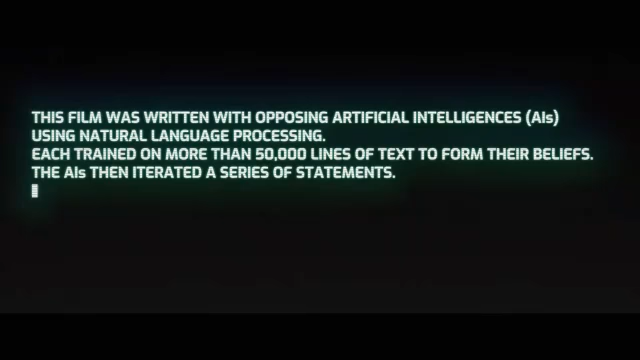 THIS FILM WAS WRITTEN WITH OPPOSING ARTIFICIAL INTELLIGENCES (AIs)
USING NATURAL LANGUAGE PROCESSING.
EACH TRAINED ON MORE THAN 50,000 LINES OF TEXT TO FORM THEIR BELIEFS.
THE AIs THEN ITERATED A SERIES OF STATEMENTS.